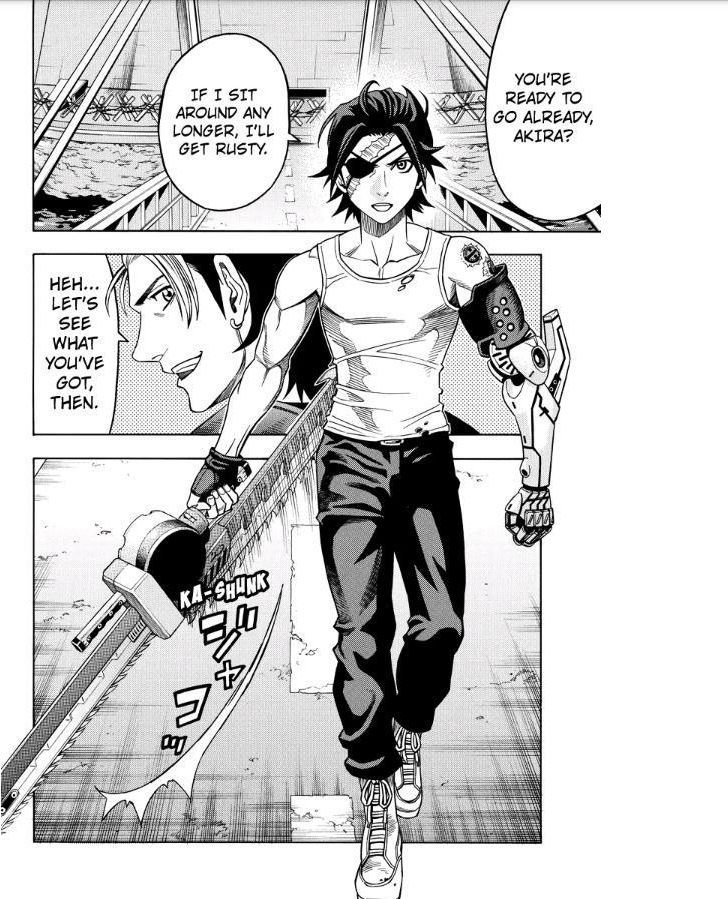 YOU'RE
READY TO
GO ALREADY,
AKIRA?
IF I SIT
AROUND ANY
LONGER, I'LL
GET RUSTY.
HEH...
LET'S
SEE
WHAT
YOU'VE
GOT,
THEN.
KA-SHUNK
ジャコッ